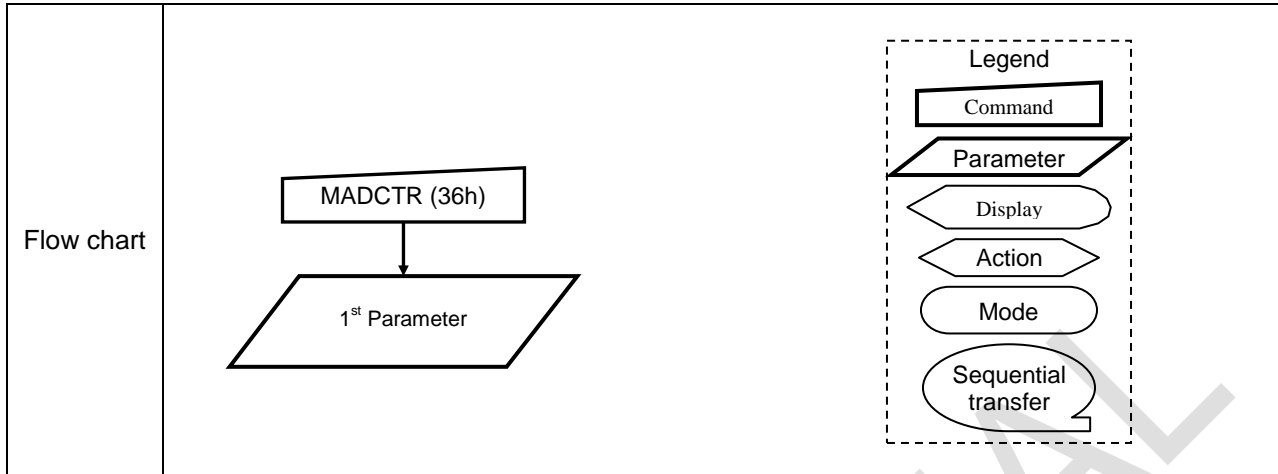 Flow chart
MADCTR (36h)
1st Parameter
Legend
Command
Parameter
Display
Action
Mode
Sequential
transfer